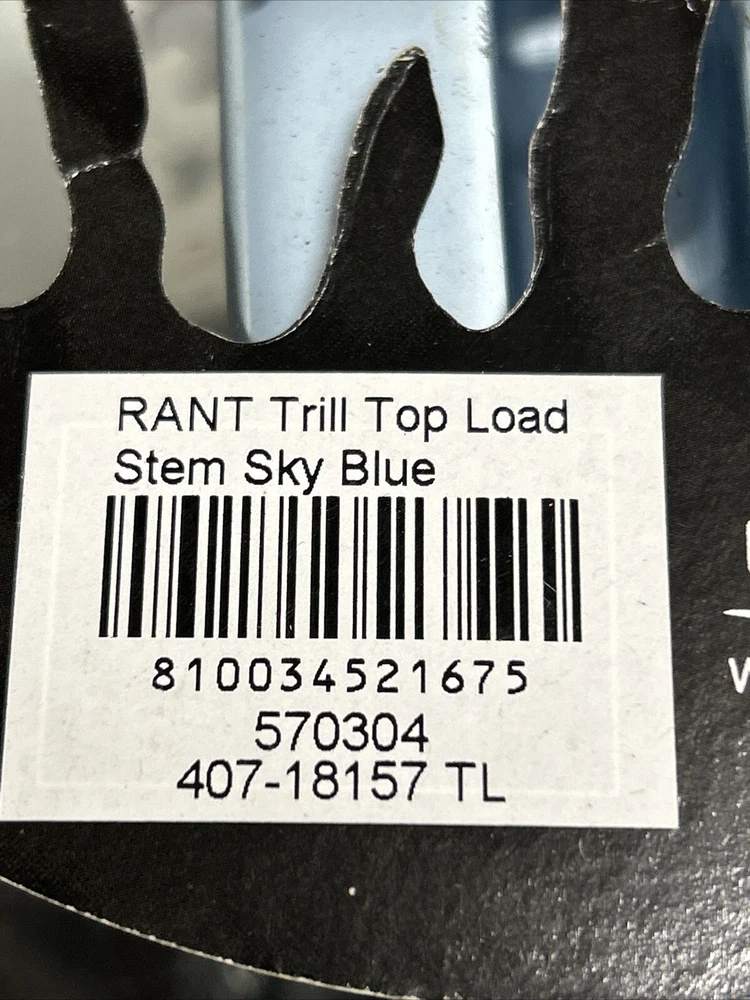 RANT Trill Top Load
Stem Sky Blue
810034521675
570304
407-18157 TL